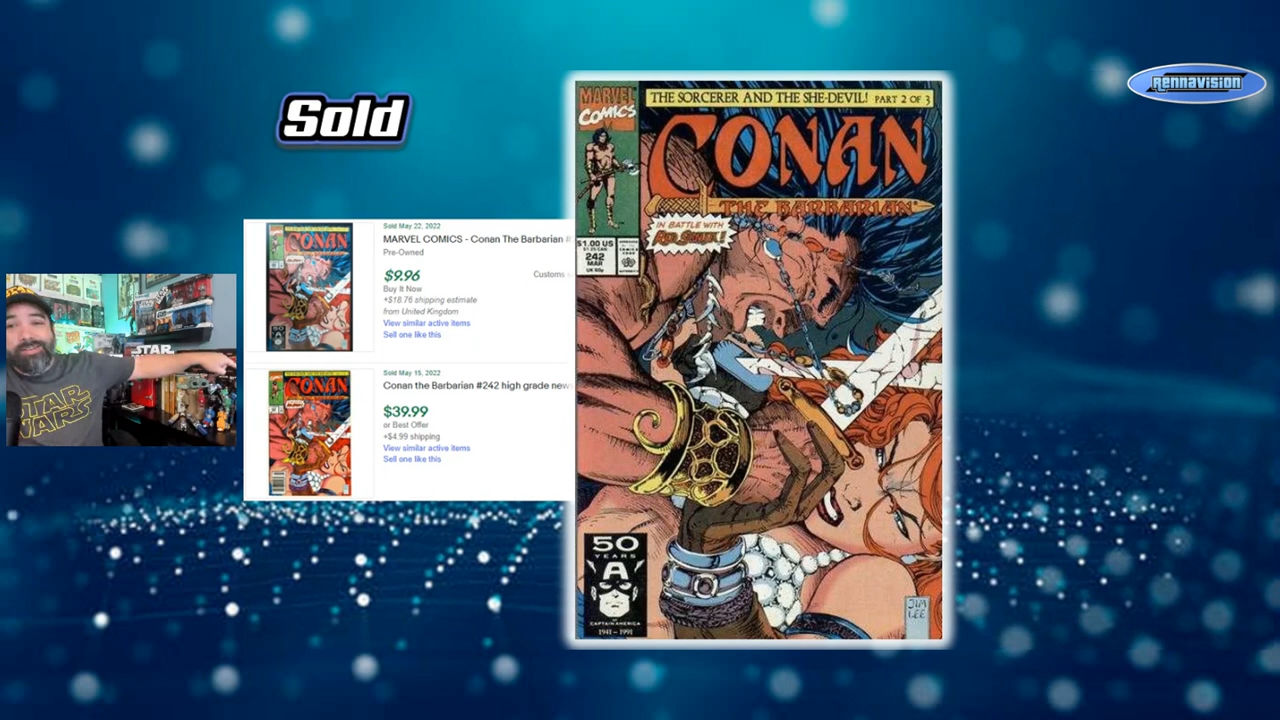 Rennavision
Sold
Sold May 22, 2022
MARVEL COMICS - Conan The Barbarian #
Pre-Owned
$9.96
Customs
Buy It Now
+$18.76 shipping estimate
from United Kingdom
View similar active items
Sell one like this
Sold May 15, 2022
Conan the Barbarian #242 high grade new
$39.99
or Best Offer
+$4.99 shipping
View similar active items
Sell one like this
CONAN
CONAN
MARVEL
COMICS
THE SORCERER AND THE SHE-DEVIL! PART 2 OF 3
CONAN
THE BARBARIAN
IN BATTLE WITH
RED SONJA!
$1.00 US
242
MAR
50
YEARS
A
CAPTAIN AMERICA
1941-1991
JIM
LEE
STAR
STAR
WARS